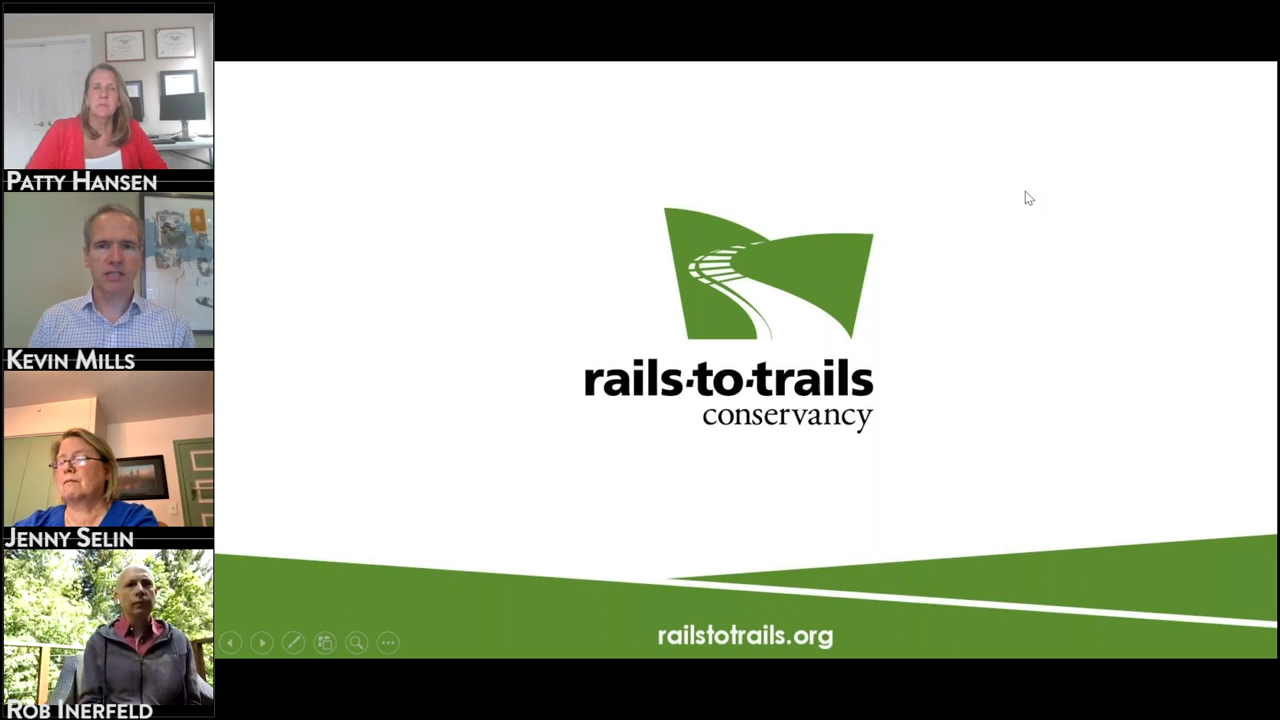 PATTY HANSEN
KEVIN MILLS
JENNY SELIN
ROB INERFELD
rails·to·trails
conservancy
railstotrails.org